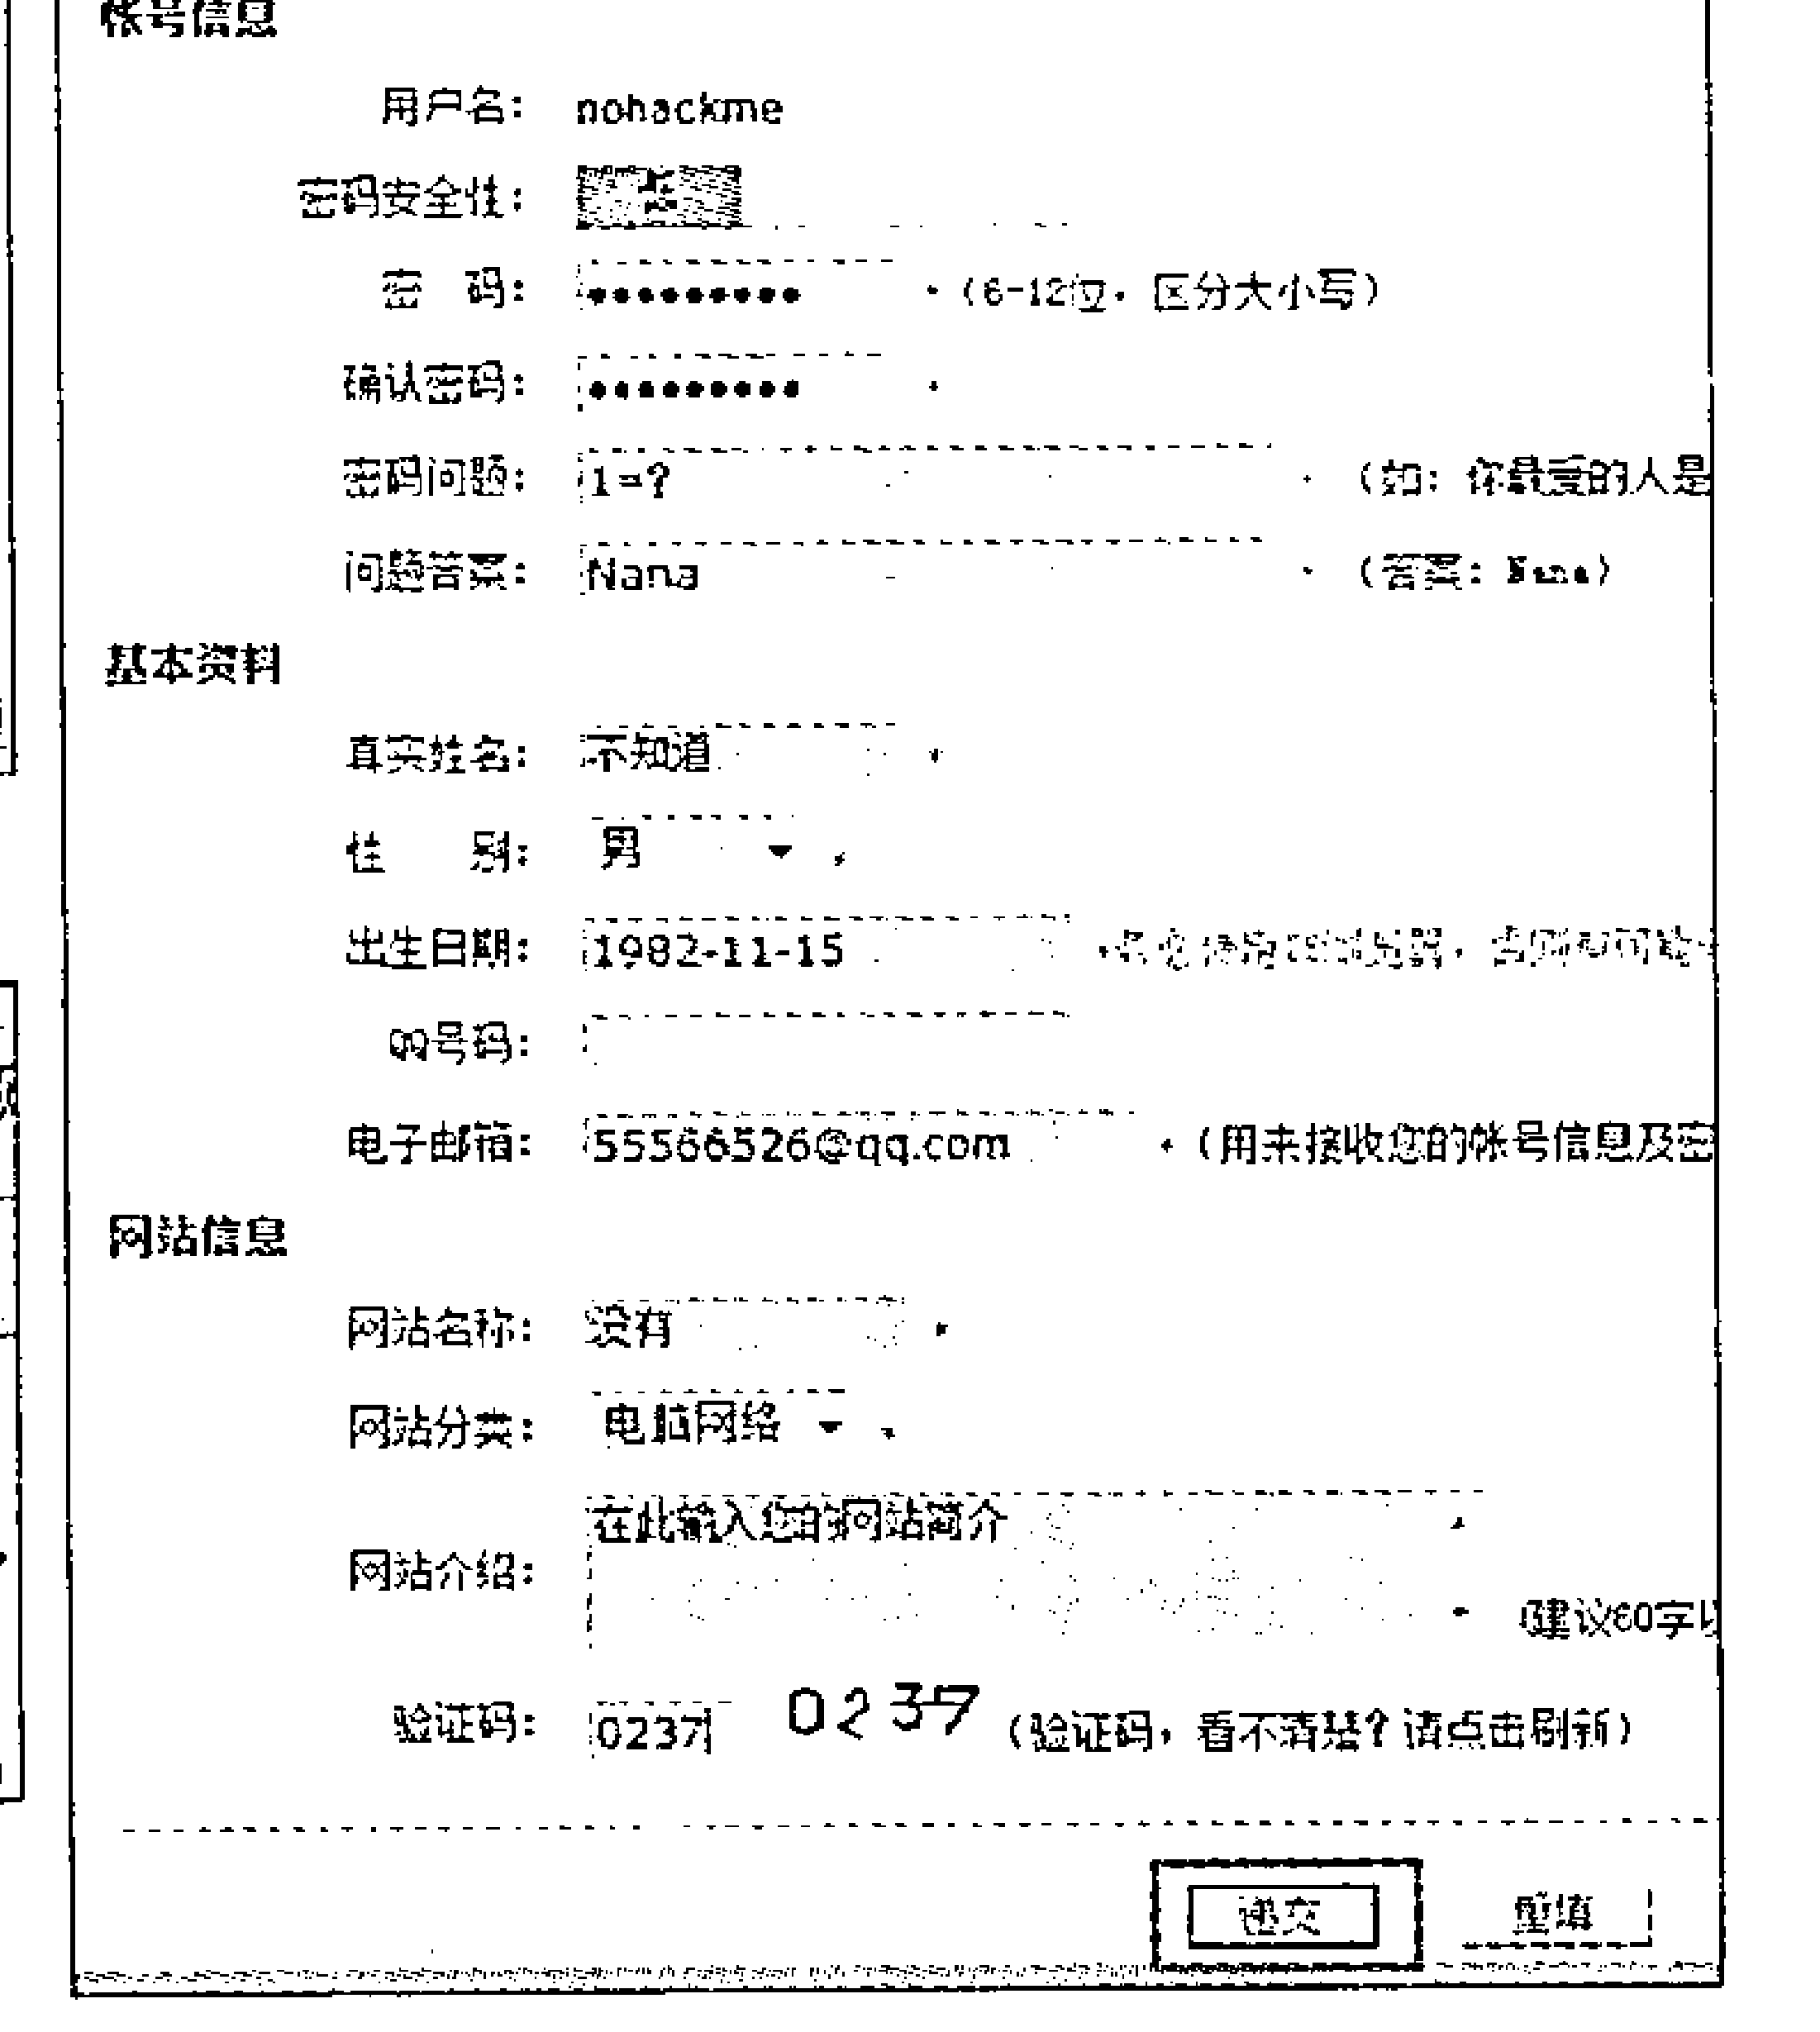 帐号信息
用户名： nohackme
密码安全性：
密 码： ●●●●●●●●● * (6-12位，区分大小写)
确认密码： ●●●●●●●●● *
密码问题： 1=? * (如：你最爱的人是
问题答案： Nana * (答案：Nana)
基本资料
真实姓名： 不知道 *
性 别： 男 *
出生日期： 1982-11-15 *
QQ号码：
电子邮箱： 55566526@qq.com * (用来接收您的帐号信息及密
网站信息
网站名称： 没有 *
网站分类： 电脑网络 *
在此输入您的网站简介
网站介绍： (建议60字以
验证码： 0237 0237 (验证码，看不清楚？请点击刷新)
递交 重填